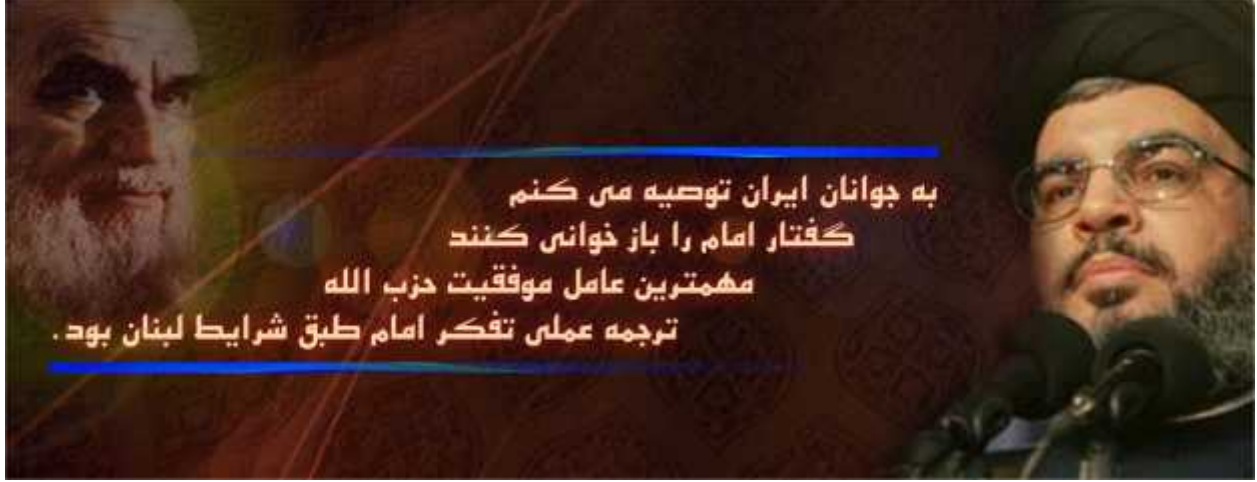 به جوانان ایران توصیه می کنم
گفتار امام را باز خوانی کنند
مهمترین عامل موفقیت حزب الله
ترجمه عملی تفکر امام طبق شرایط لبنان بود.